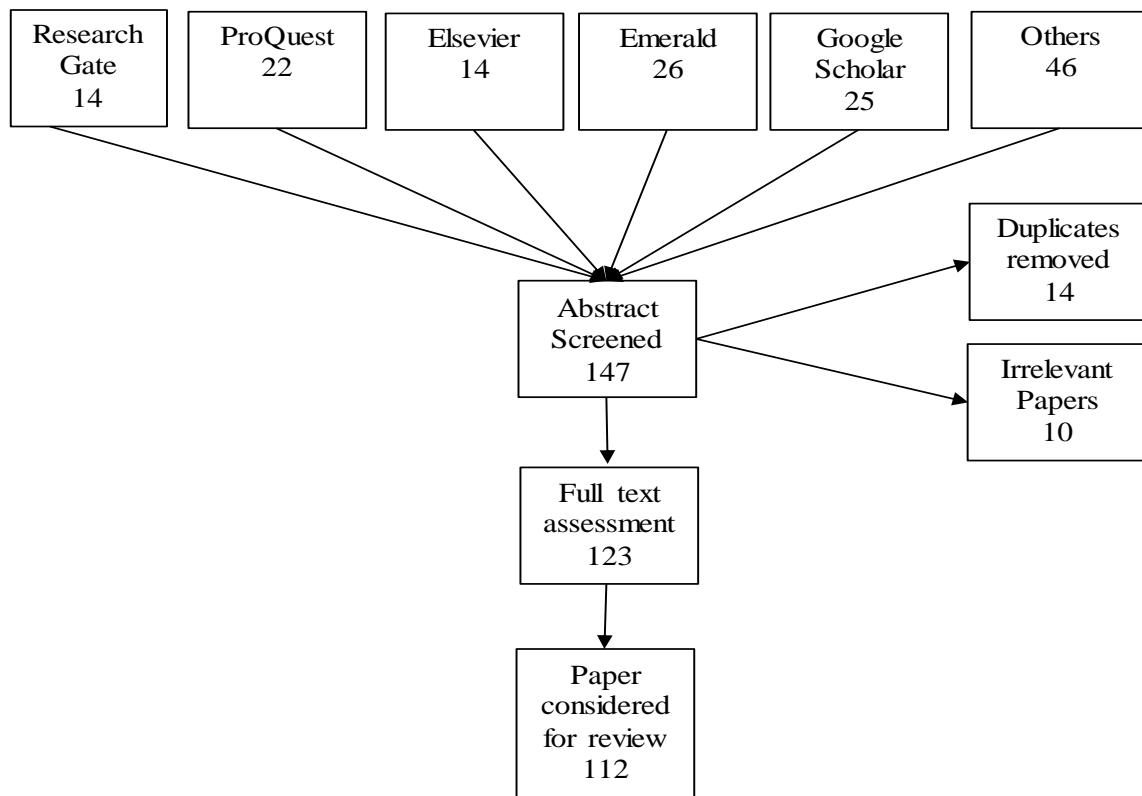 Research
Gate
14
ProQuest
22
Elsevier
14
Emerald
26
Google
Scholar
25
Others
46
Duplicates
removed
14
Abstract
Screened
147
Irrelevant
Papers
10
Full text
assessment
123
Paper
considered
for review
112